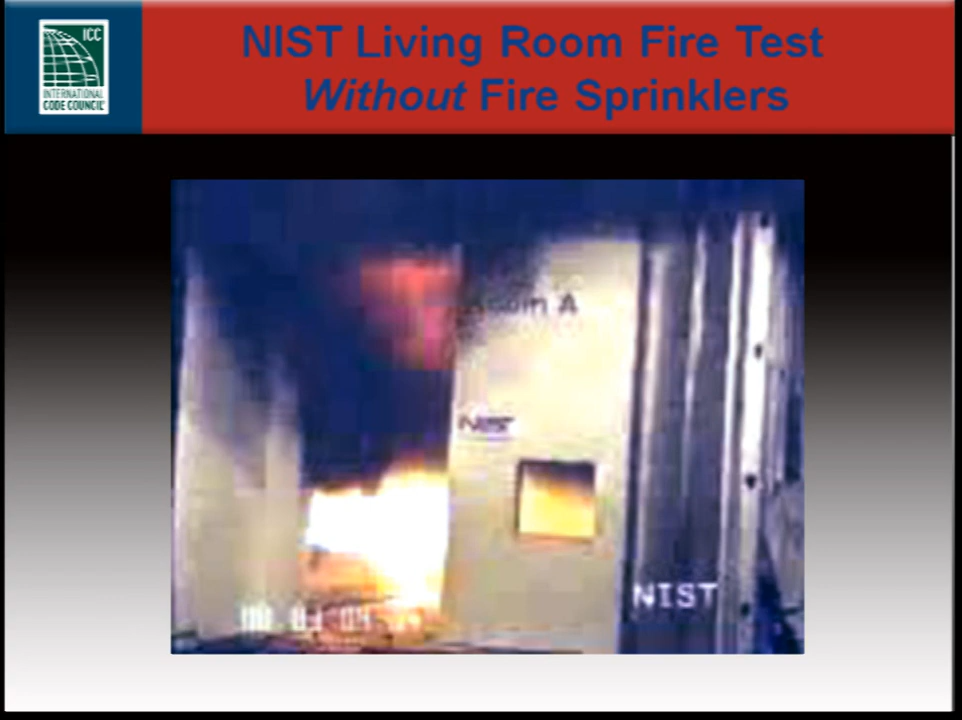 ICC
INTERNATIONAL
CODE COUNCIL
NIST Living Room Fire Test
Without Fire Sprinklers
A
NIST
NIST